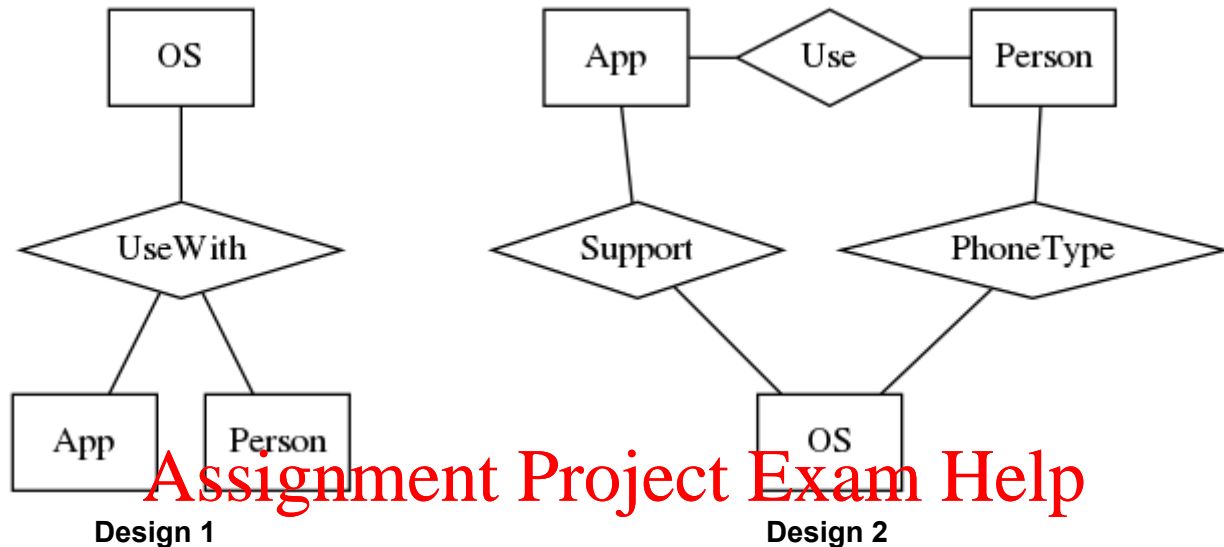 OS
UseWith
App
Person
Design 1
App
Use
Person
Support
PhoneType
OS
Design 2
Assignment Project Exam Help